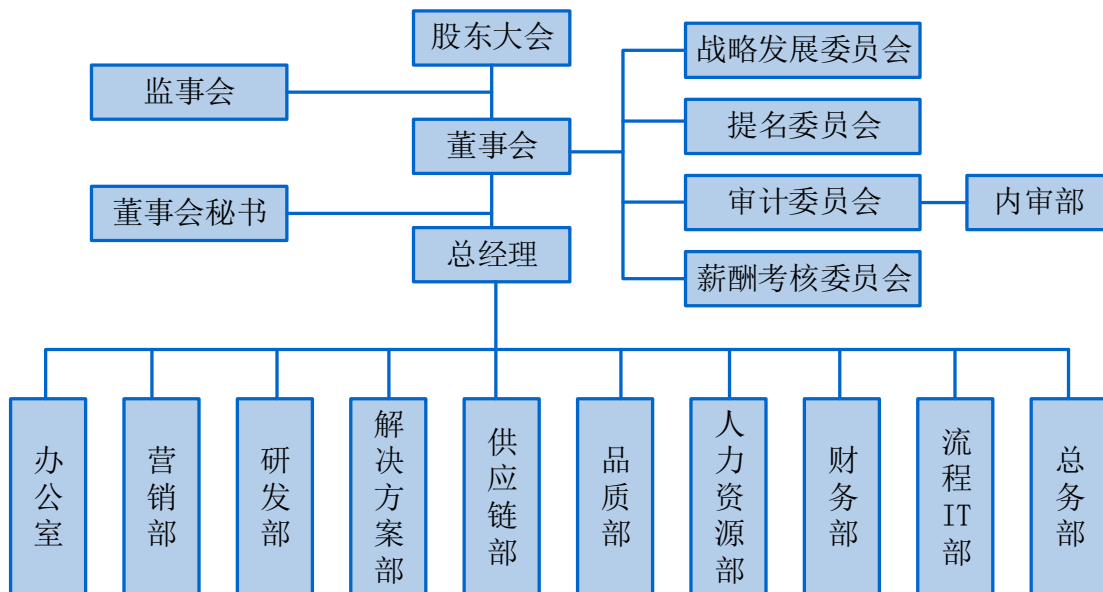 股东大会
战略发展委员会
监事会
提名委员会
董事会
审计委员会
内审部
董事会秘书
总经理
薪酬考核委员会
办公室
营销部
研发部
解决方案部
供应链部
品质部
人力资源部
财务部
流程IT部
总务部